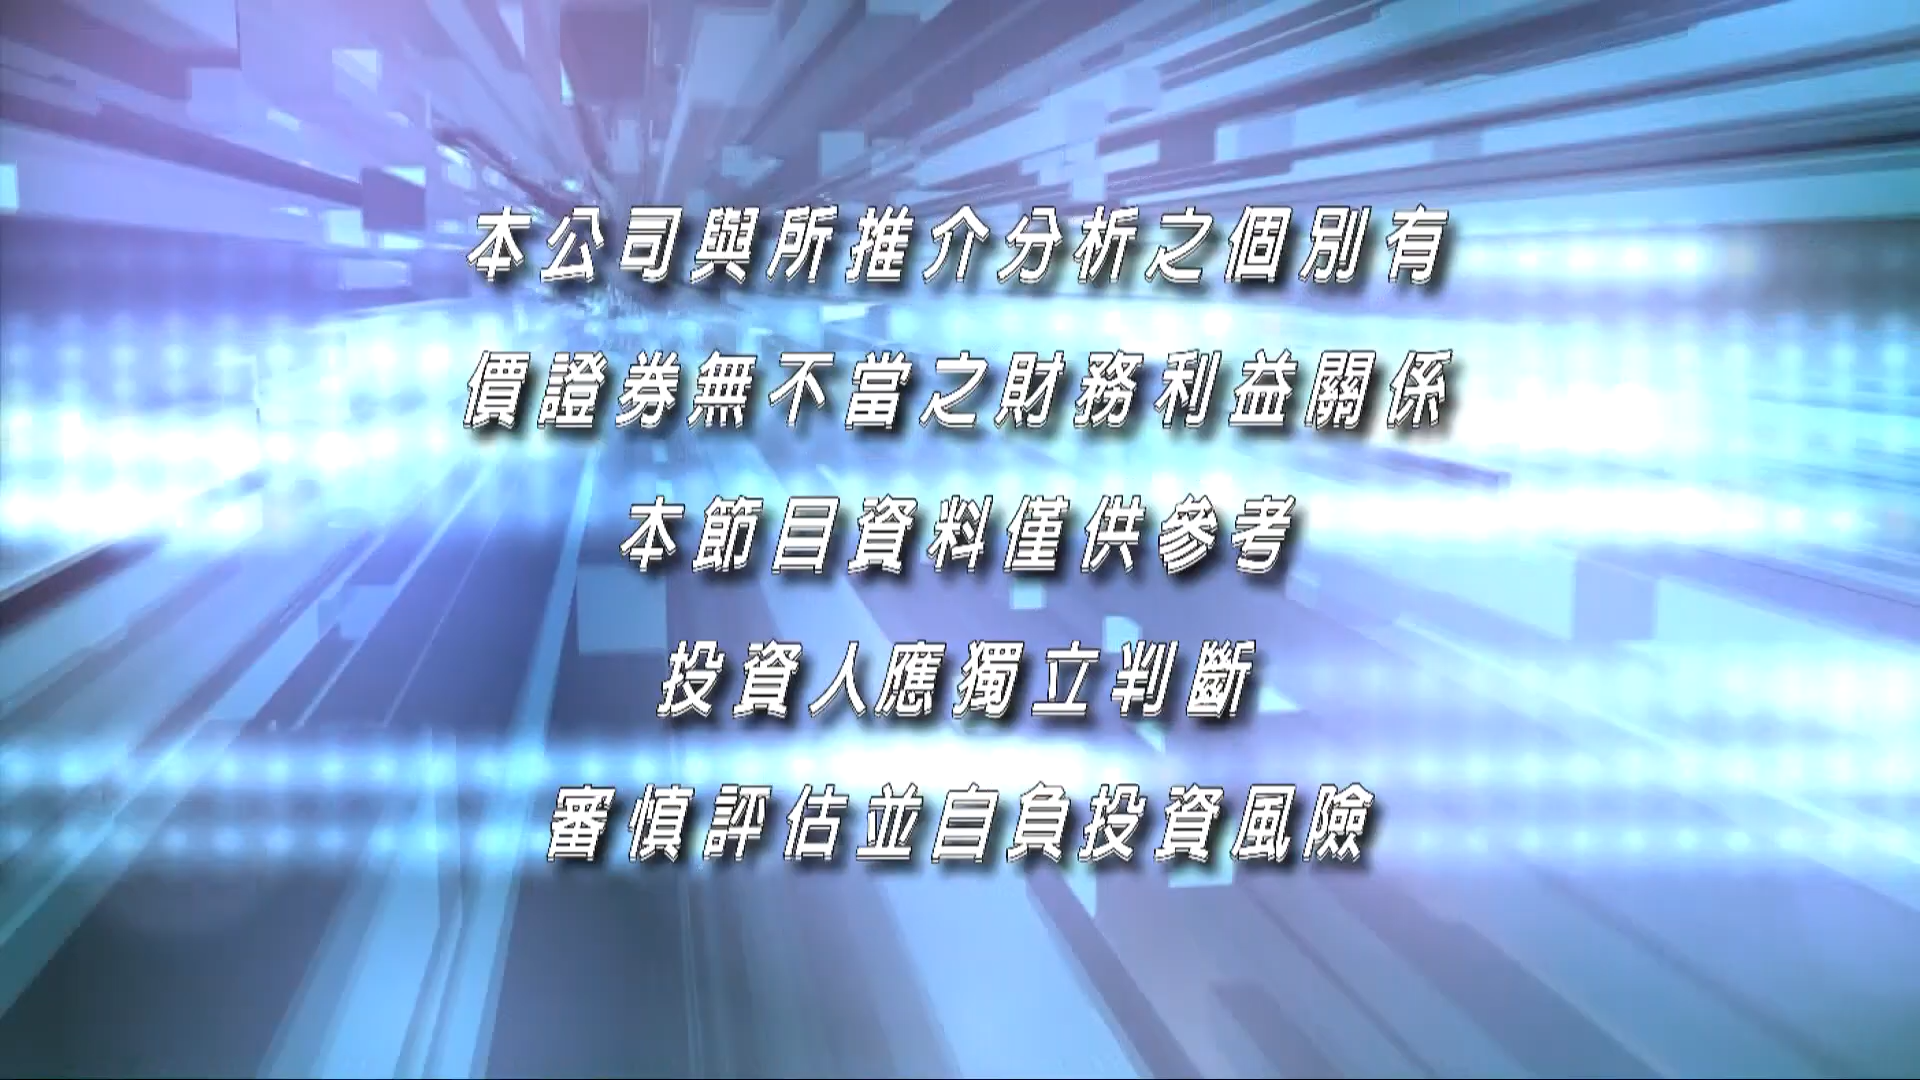 本公司與所推介分析之個別有
價證券無不當之財務利益關係
本節目資料僅供參考
投資人應獨立判斷
審慎評估並自負投資風險